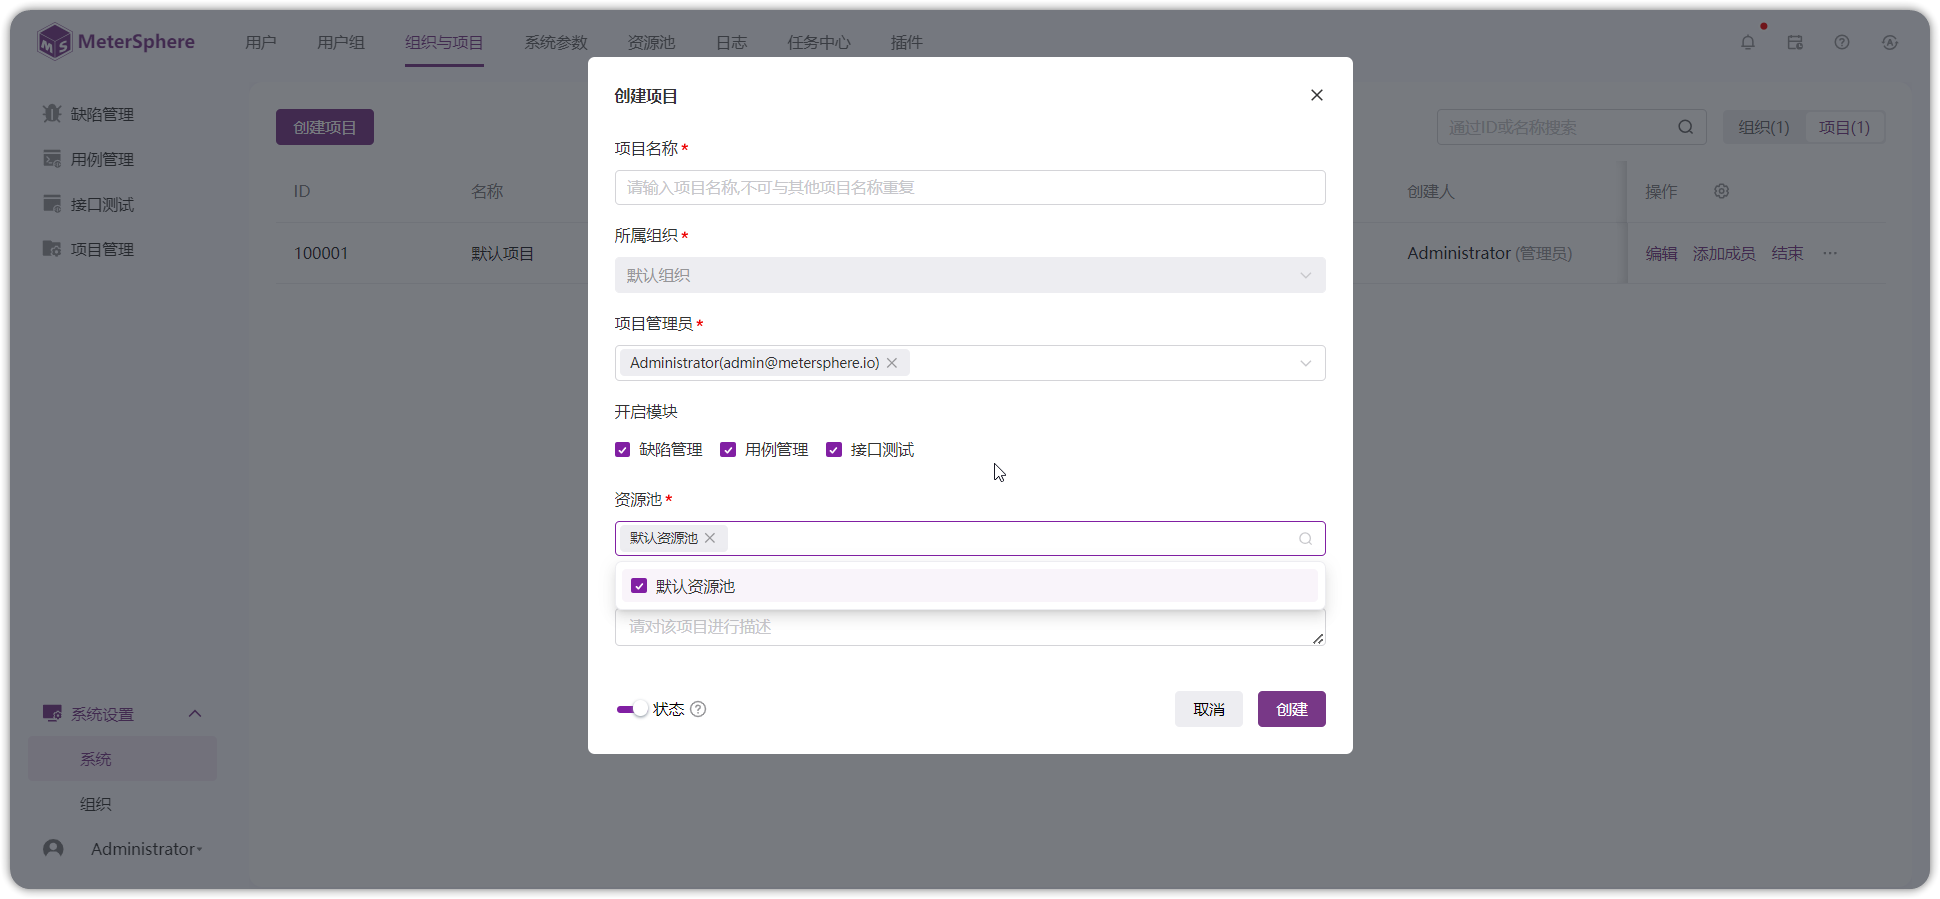 MeterSphere
用户
用户组
组织与项目
系统参数
资源池
日志
任务中心
插件
缺陷管理
用例管理
接口测试
项目管理
系统设置
系统
组织
Administrator
创建项目
通过ID或名称搜索
组织(1)
项目(1)
ID
名称
创建人
操作
100001
默认项目
Administrator (管理员)
编辑
添加成员
结束
···
创建项目
项目名称*
请输入项目名称,不可与其他项目名称重复
所属组织*
默认组织
项目管理员*
Administrator(admin@metersphere.io)
开启模块
缺陷管理
用例管理
接口测试
资源池*
默认资源池
默认资源池
请对该项目进行描述
状态
取消
创建